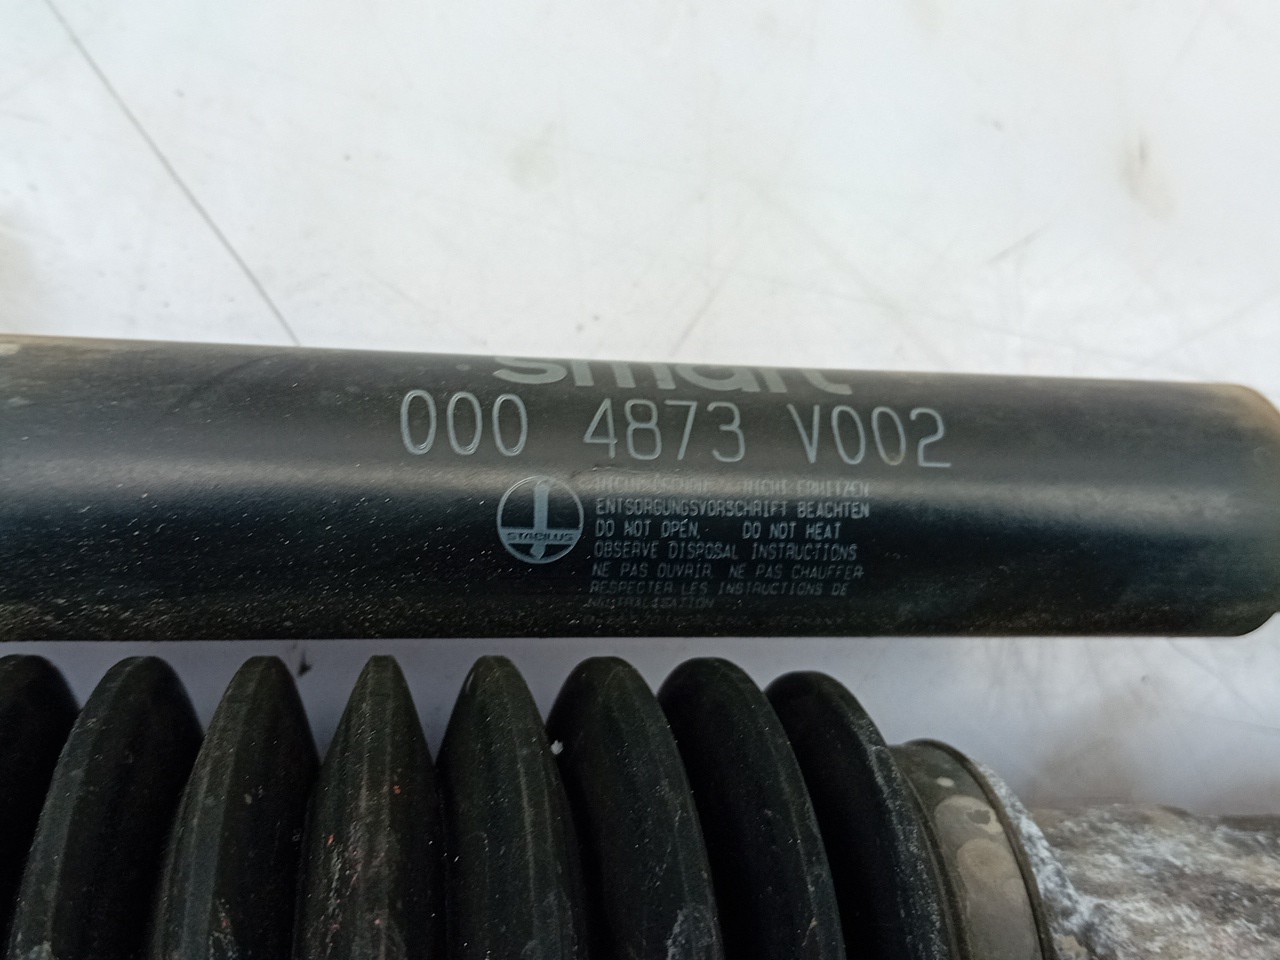 smart
000 4873 V002
STABILUS
ENTSORGUNGSVORSCHRIFT BEACHTEN
DO NOT OPEN, DO NOT HEAT
OBSERVE DISPOSAL INSTRUCTIONS
NE PAS OUVRIR, NE PAS CHAUFFER
RESPECTER LES INSTRUCTIONS DE
NEUTRALISATION